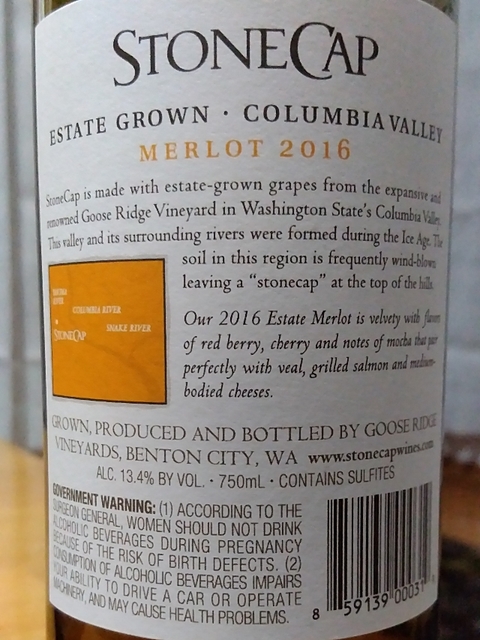 STONECAP
ESTATE GROWN · COLUMBIA VALLEY
MERLOT 2016
StoneCap is made with estate-grown grapes from the expansive and
renowned Goose Ridge Vineyard in Washington State's Columbia Valley.
This valley and its surrounding rivers were formed during the Ice Age. The
soil in this region is frequently wind-blown
leaving a "stonecap" at the top of the hills.
COLUMBIA RIVER
SNAKE RIVER
STONECAP
Our 2016 Estate Merlot is velvety with flavors
of red berry, cherry and notes of mocha that pair
perfectly with veal, grilled salmon and medium-
bodied cheeses.
GROWN, PRODUCED AND BOTTLED BY GOOSE RIDGE
VINEYARDS, BENTON CITY, WA www.stonecapwines.com
ALC. 13.4% BY VOL. · 750mL · CONTAINS SULFITES
GOVERNMENT WARNING: (1) ACCORDING TO THE
SURGEON GENERAL, WOMEN SHOULD NOT DRINK
ALCOHOLIC BEVERAGES DURING PREGNANCY
BECAUSE OF THE RISK OF BIRTH DEFECTS. (2)
CONSUMPTION OF ALCOHOLIC BEVERAGES IMPAIRS
YOUR ABILITY TO DRIVE A CAR OR OPERATE
MACHINERY, AND MAY CAUSE HEALTH PROBLEMS.
8 59139 00031